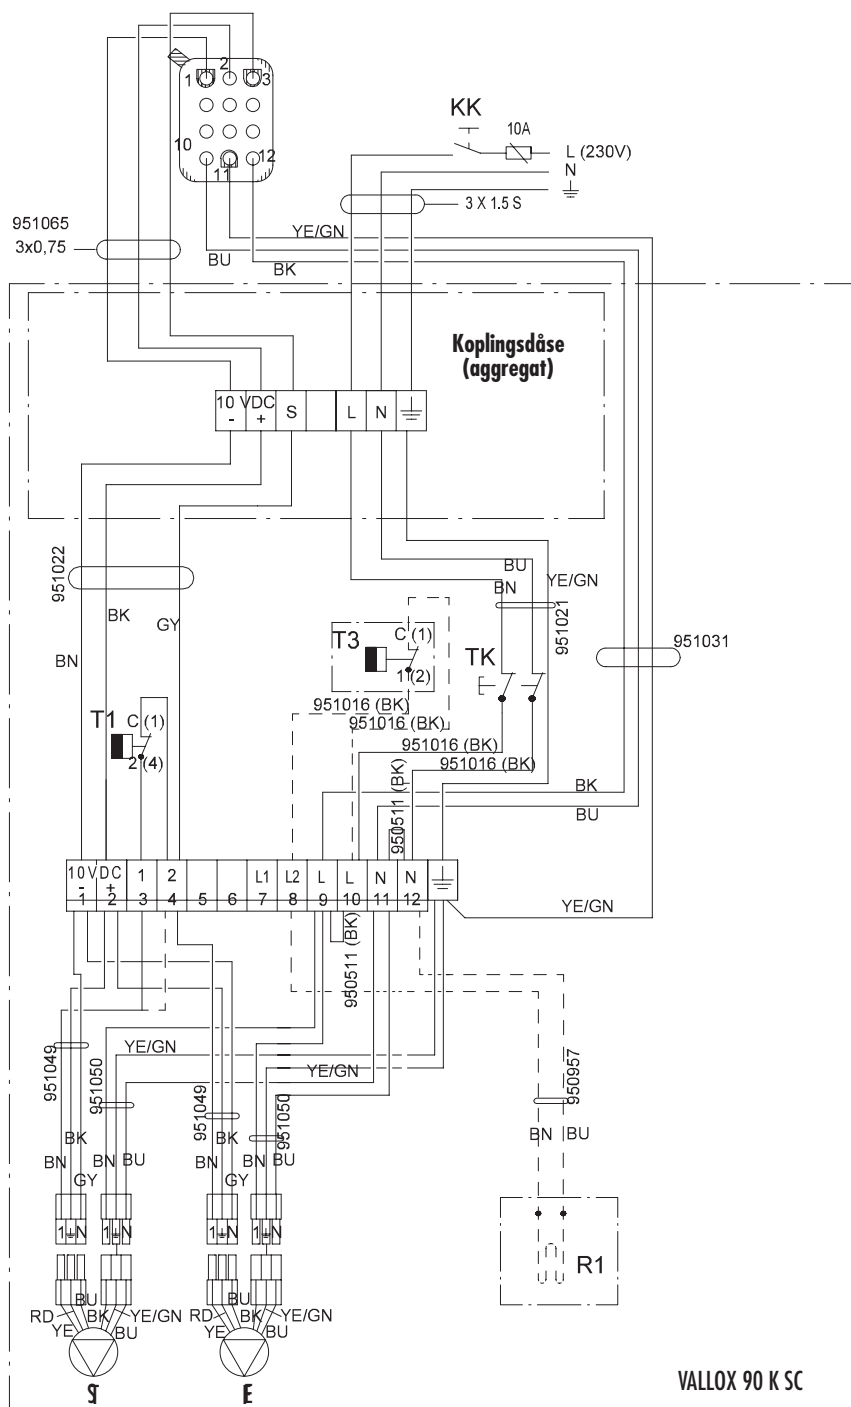 2
1
3
10
12
11
KK
10A
L (230V)
N
3 X 1.5 S
951065
3x0,75
YE/GN
BU
BK
Koplingsdåse
(aggregat)
10 VDC
- +
S
L
N
951022
BU
BN
YE/GN
951021
BK
GY
C (1)
T3
1 (2)
TK
951031
BN
951016 (BK)
951016 (BK)
T1
C (1)
2 (4)
951016 (BK)
951016 (BK)
950511 (BK)
BK
BU
10 VDC 1 2 L1 L2 L L N N
- +
1 2 3 4 5 6 7 8 9 10 11 12
YE/GN
950511 (BK)
951049
YE/GN
951050
YE/GN
951049
951050
950957
BN
BU
BK
BN
GY
BN
BU
BK
BN
GY
BN
BU
1 N
1 N
1 N
1 N
R1
BU
RD
BK
YE/GN
YE
BU
BU
RD
BK
YE/GN
YE
BU
ST
E
VALLOX 90 K SC